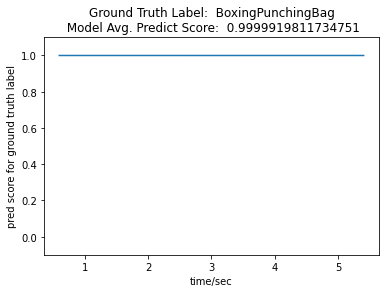 Ground Truth Label:  BoxingPunchingBag
Model Avg. Predict Score:  0.9999919811734751
pred score for ground truth label
1.0
0.8
0.6
0.4
0.2
0.0
1 2 3 4 5
time/sec